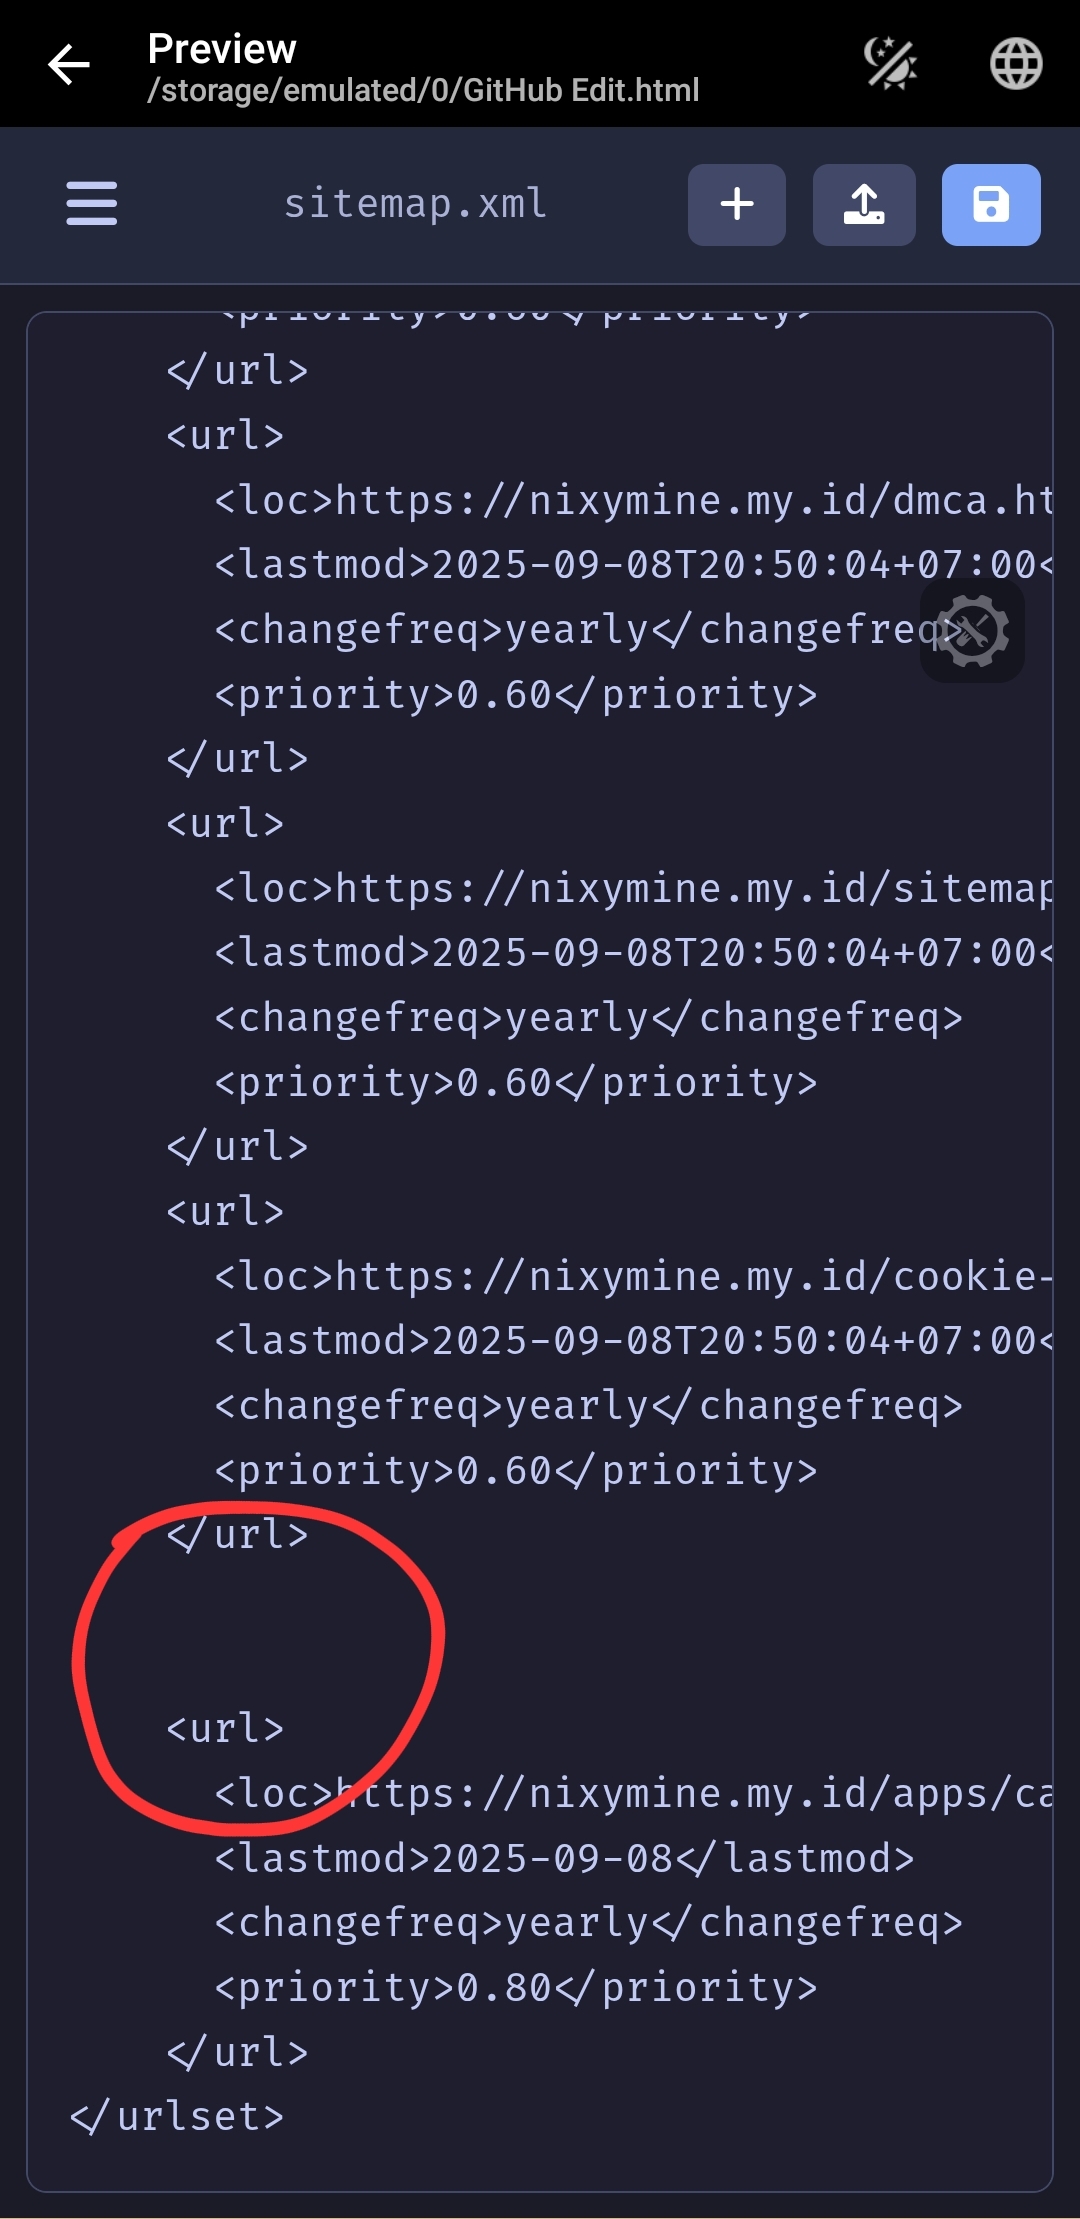 Preview
/storage/emulated/0/GitHub Edit.html
sitemap.xml
</url>
<url>
<loc>https://nixymine.my.id/dmca.ht
<lastmod>2025-09-08T20:50:04+07:00<
<changefreq>yearly</changefreq>
<priority>0.60</priority>
</url>
<url>
<loc>https://nixymine.my.id/sitemap
<lastmod>2025-09-08T20:50:04+07:00<
<changefreq>yearly</changefreq>
<priority>0.60</priority>
</url>
<url>
<loc>https://nixymine.my.id/cookie-
<lastmod>2025-09-08T20:50:04+07:00<
<changefreq>yearly</changefreq>
<priority>0.60</priority>
</url>
<url>
<loc>https://nixymine.my.id/apps/ca
<lastmod>2025-09-08</lastmod>
<changefreq>yearly</changefreq>
<priority>0.80</priority>
</url>
</urlset>